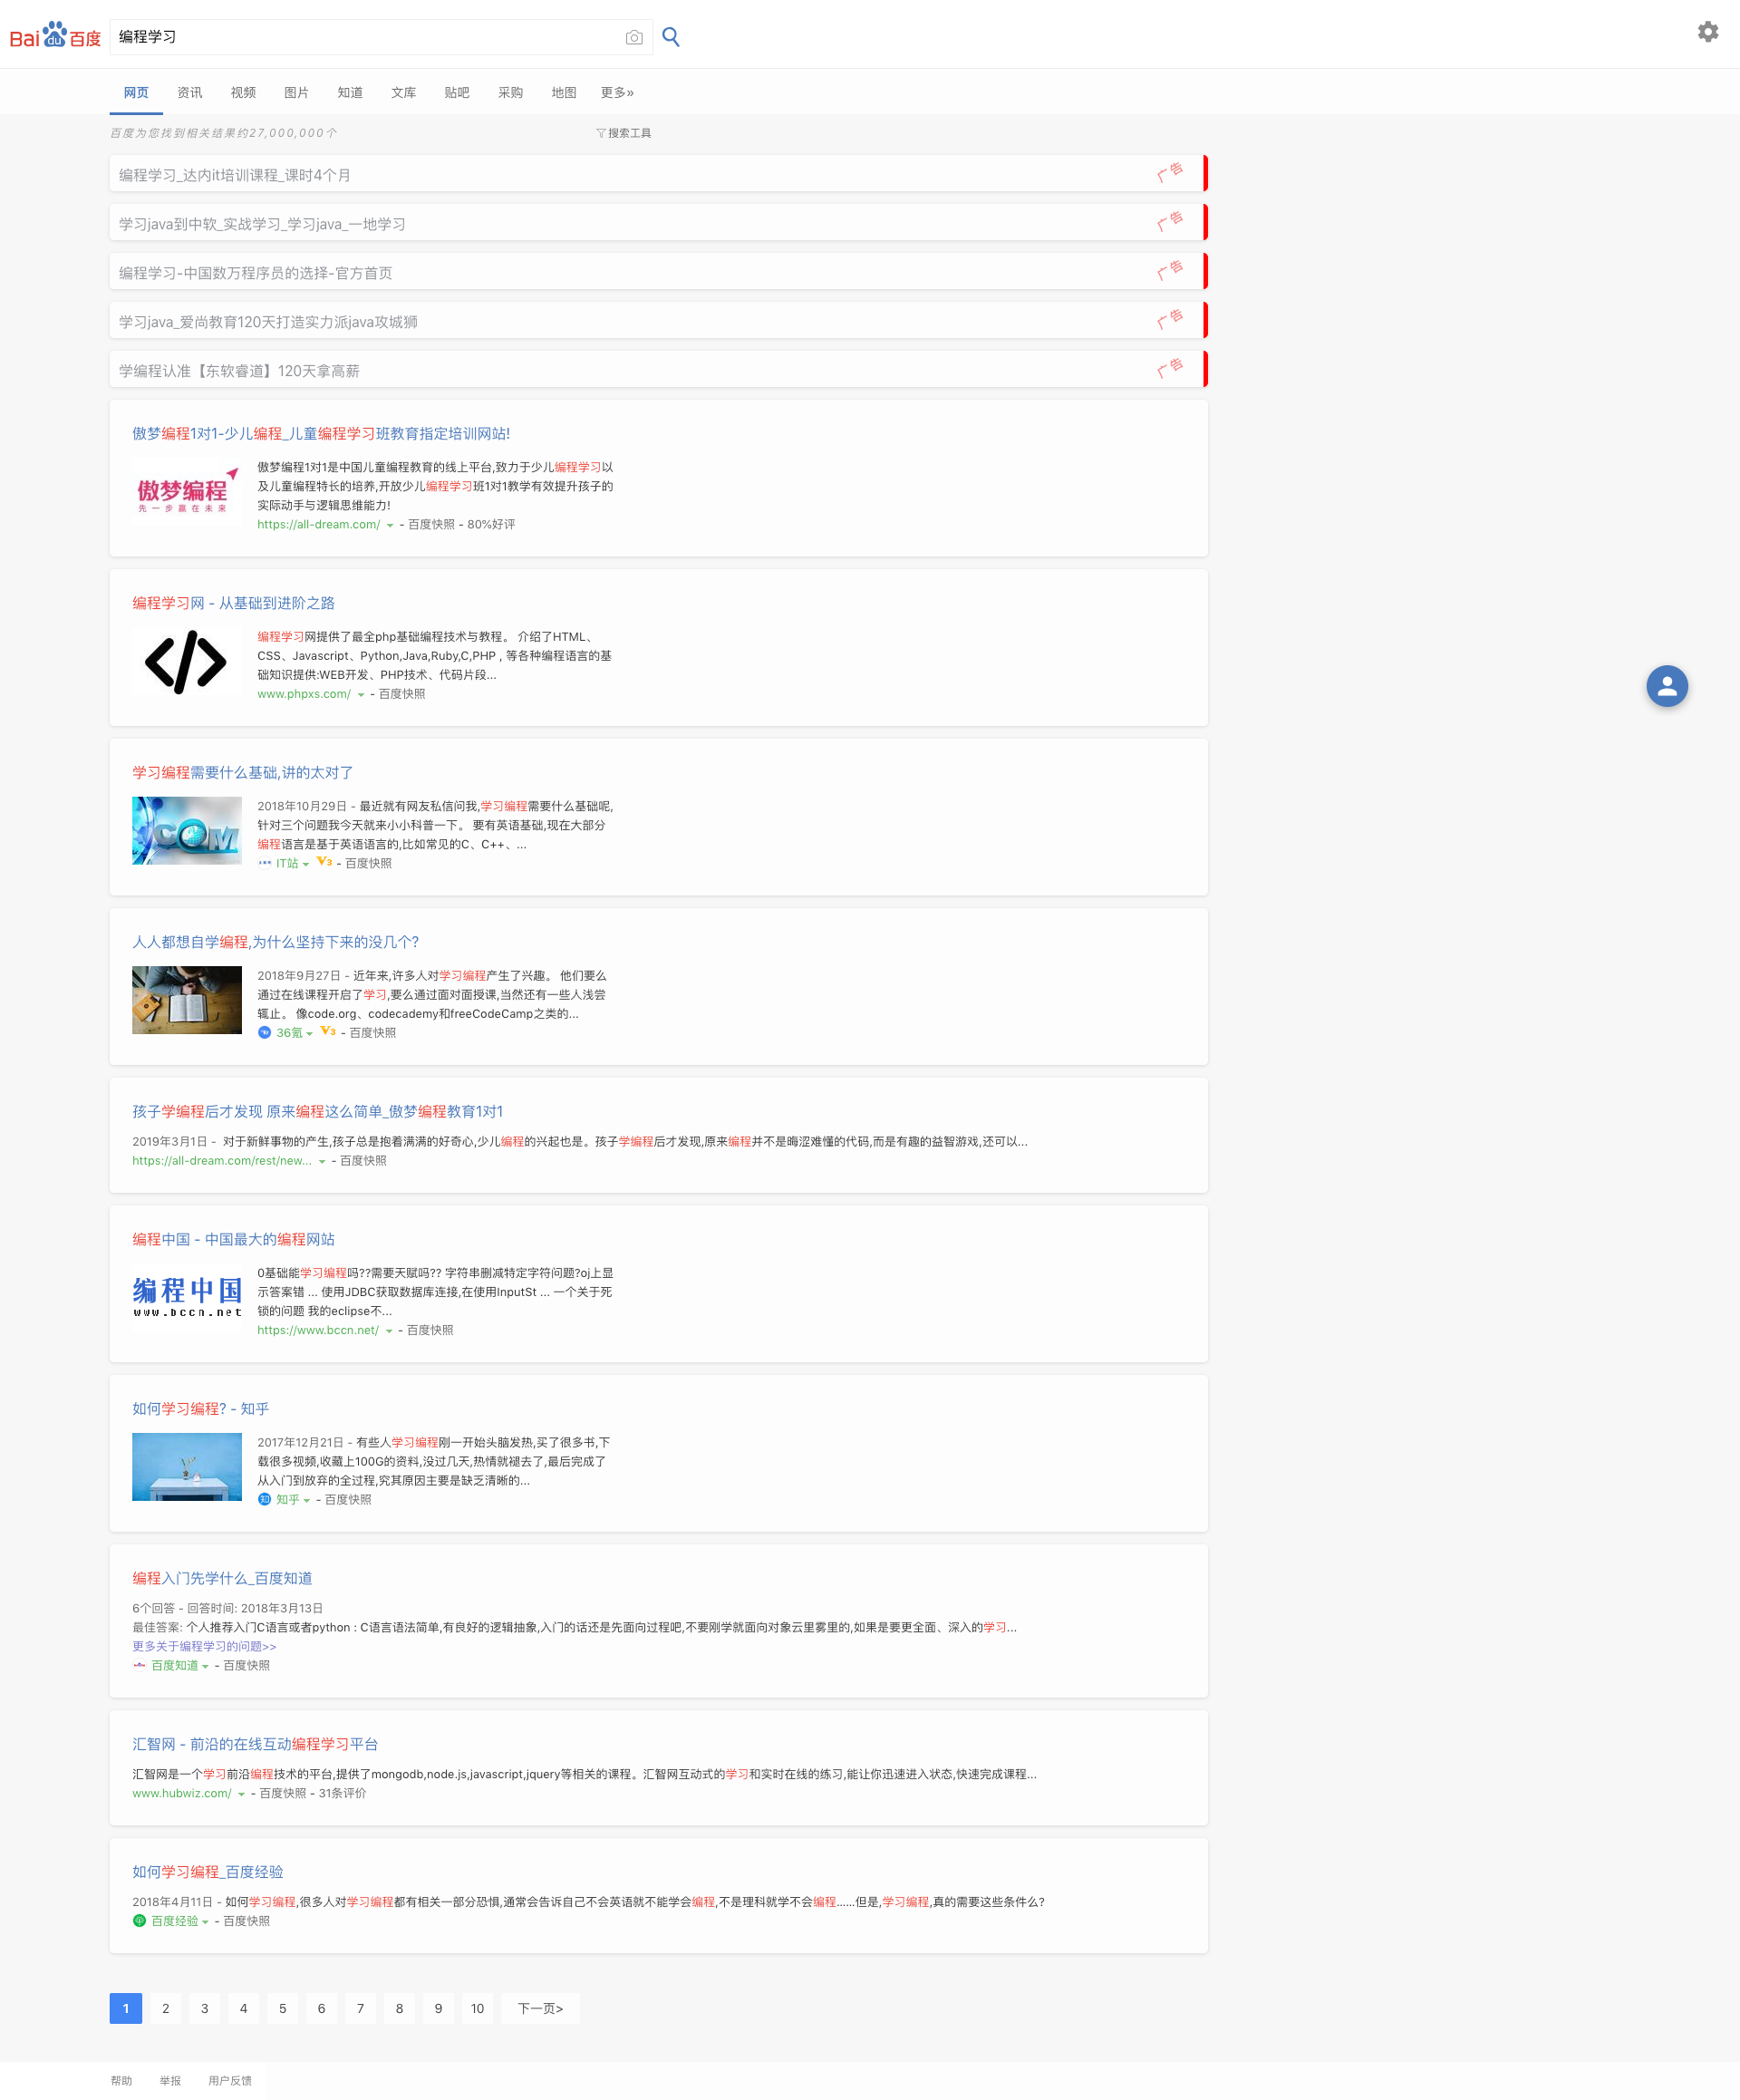 Bai du 百度
编程学习
网页 资讯 视频 图片 知道 文库 贴吧 采购 地图 更多»
百度为您找到相关结果约27,000,000个
搜索工具
编程学习_达内it培训课程_课时4个月 广告
学习java到中软_实战学习_学习java_一地学习 广告
编程学习-中国数万程序员的选择-官方首页 广告
学习java_爱尚教育120天打造实力派java攻城狮 广告
学编程认准【东软睿道】120天拿高薪 广告
傲梦编程1对1-少儿编程_儿童编程学习班教育指定培训网站!
傲梦编程
先一步赢在未来
傲梦编程1对1是中国儿童编程教育的线上平台,致力于少儿编程学习以
及儿童编程特长的培养,开放少儿编程学习班1对1教学有效提升孩子的
实际动手与逻辑思维能力!
https://all-dream.com/ - 百度快照 - 80%好评
编程学习网 - 从基础到进阶之路
编程学习网提供了最全php基础编程技术与教程。 介绍了HTML、
CSS、Javascript、Python,Java,Ruby,C,PHP , 等各种编程语言的基
础知识提供:WEB开发、PHP技术、代码片段...
www.phpxs.com/ - 百度快照
学习编程需要什么基础,讲的太对了
COM
2018年10月29日 - 最近就有网友私信问我,学习编程需要什么基础呢,
针对三个问题我今天就来小小科普一下。 要有英语基础,现在大部分
编程语言是基于英语语言的,比如常见的C、C++、...
IT站 V3 - 百度快照
人人都想自学编程,为什么坚持下来的没几个?
2018年9月27日 - 近年来,许多人对学习编程产生了兴趣。 他们要么
通过在线课程开启了学习,要么通过面对面授课,当然还有一些人浅尝
辄止。 像code.org、codecademy和freeCodeCamp之类的...
36氪 V3 - 百度快照
孩子学编程后才发现 原来编程这么简单_傲梦编程教育1对1
2019年3月1日 - 对于新鲜事物的产生,孩子总是抱着满满的好奇心,少儿编程的兴起也是。孩子学编程后才发现,原来编程并不是晦涩难懂的代码,而是有趣的益智游戏,还可以...
https://all-dream.com/rest/new... - 百度快照
编程中国 - 中国最大的编程网站
编程中国
www.bccn.net
0基础能学习编程吗??需要天赋吗?? 字符串删减特定字符问题?oj上显
示答案错 ... 使用JDBC获取数据库连接,在使用InputSt ... 一个关于死
锁的问题 我的eclipse不...
https://www.bccn.net/ - 百度快照
如何学习编程? - 知乎
2017年12月21日 - 有些人学习编程刚一开始头脑发热,买了很多书,下
载很多视频,收藏上100G的资料,没过几天,热情就褪去了,最后完成了
从入门到放弃的全过程,究其原因主要是缺乏清晰的...
知 知乎 - 百度快照
编程入门先学什么_百度知道
6个回答 - 回答时间: 2018年3月13日
最佳答案: 个人推荐入门C语言或者python : C语言语法简单,有良好的逻辑抽象,入门的话还是先面向过程吧,不要刚学就面向对象云里雾里的,如果是要更全面、深入的学习...
更多关于编程学习的问题>>
百度知道 - 百度快照
汇智网 - 前沿的在线互动编程学习平台
汇智网是一个学习前沿编程技术的平台,提供了mongodb,node.js,javascript,jquery等相关的课程。汇智网互动式的学习和实时在线的练习,能让你迅速进入状态,快速完成课程...
www.hubwiz.com/ - 百度快照 - 31条评价
如何学习编程_百度经验
2018年4月11日 - 如何学习编程,很多人对学习编程都有相关一部分恐惧,通常会告诉自己不会英语就不能学会编程,不是理科就学不会编程......但是,学习编程,真的需要这些条件么?
百度经验 - 百度快照
1 2 3 4 5 6 7 8 9 10 下一页>
帮助 举报 用户反馈